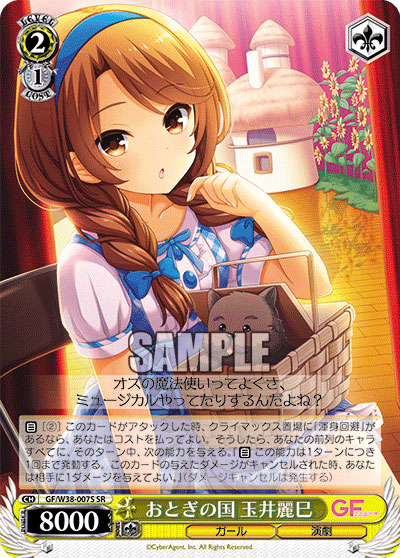 LEVEL
2
1
COST
SAMPLE
オズの魔法使いってよくさ、
ミュージカルやってたりするんだよね？
自［②］ このカードがアタックした時、クライマックス置場に「渾身回避」が
あるなら、あなたはコストを払ってよい。そうしたら、あなたの前列のキャラ
すべてに、そのターン中、次の能力を与える。『自 この能力は1ターンにつき
1回まで発動する。このカードの与えたダメージがキャンセルされた時、あなた
は相手に1ダメージを与えてよい。』（ダメージキャンセルは発生する）
CH GF/W38-007S SR
8000
おとぎの国 玉井麗巳
GF
ガール
演劇
©CyberAgent, Inc. All Rights Reserved.